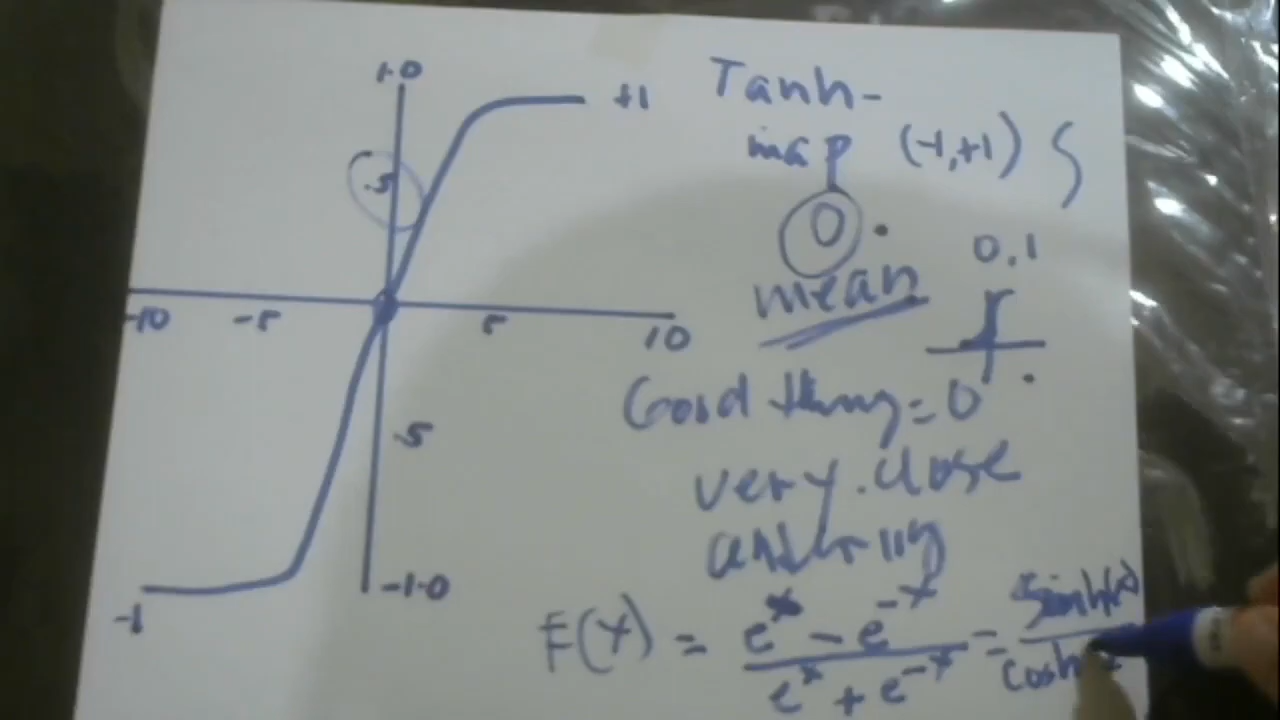 1.0
+1
.5
-10 -5 5 10
.5
-1.0
-1
Tanh-
map (-1,+1)
0
0,1
mean
Good thing = 0
very close
F(x) = e^x - e^-x / e^x + e^-x = sinh(x) / cosh